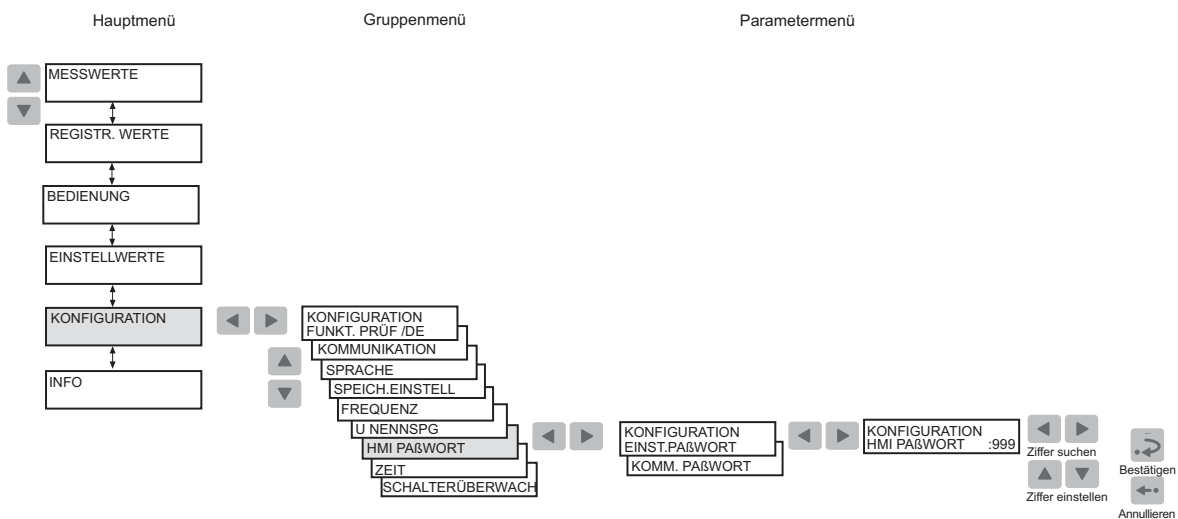 Hauptmenü
Gruppenmenü
Parametermenü
MESSWERTE
REGISTR. WERTE
BEDIENUNG
EINSTELLWERTE
KONFIGURATION
INFO
KONFIGURATION
FUNKT. PRÜF /DE
KOMMUNIKATION
SPRACHE
SPEICH.EINSTELL
FREQUENZ
U NENNSPG
HMI PAßWORT
ZEIT
SCHALTERÜBERWACH
KONFIGURATION
EINST.PAßWORT
KOMM. PAßWORT
KONFIGURATION
HMI PAßWORT :999
Ziffer suchen
Ziffer einstellen
Bestätigen
Annullieren